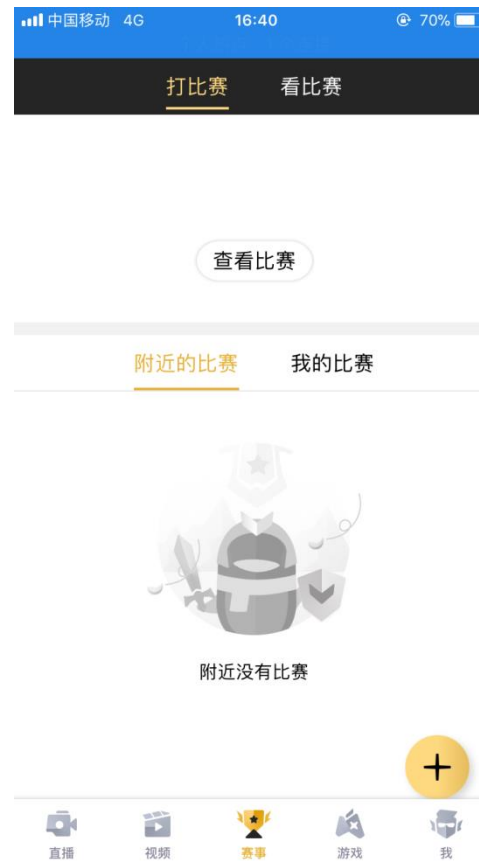 中国移动 4G 16:40 70%
打比赛 看比赛
查看比赛
附近的比赛 我的比赛
附近没有比赛
直播 视频 赛事 游戏 我